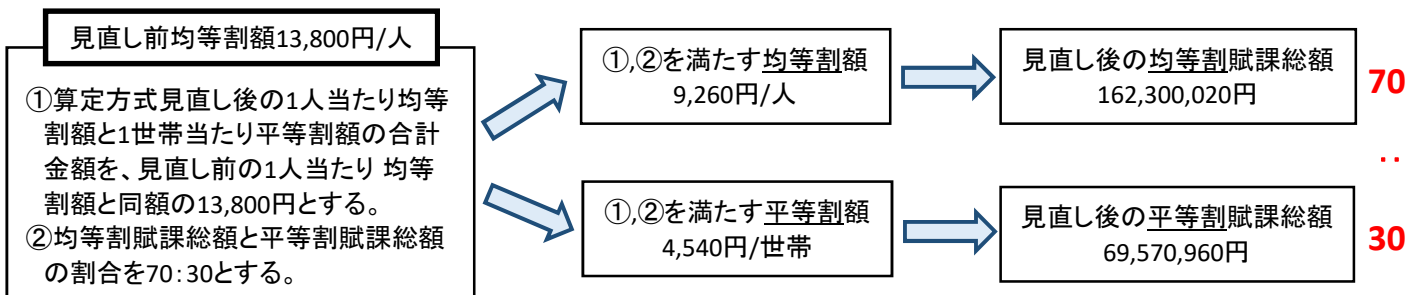 見直し前均等割額13,800円/人
①算定方式見直し後の1人当たり均等
割額と1世帯当たり平等割額の合計
金額を、見直し前の1人当たり 均等
割額と同額の13,800円とする。
②均等割賦課総額と平等割賦課総額
の割合を70:30とする。
①,②を満たす均等割額
9,260円/人
見直し後の均等割賦課総額
162,300,020円
70
:
①,②を満たす平等割額
4,540円/世帯
見直し後の平等割賦課総額
69,570,960円
30